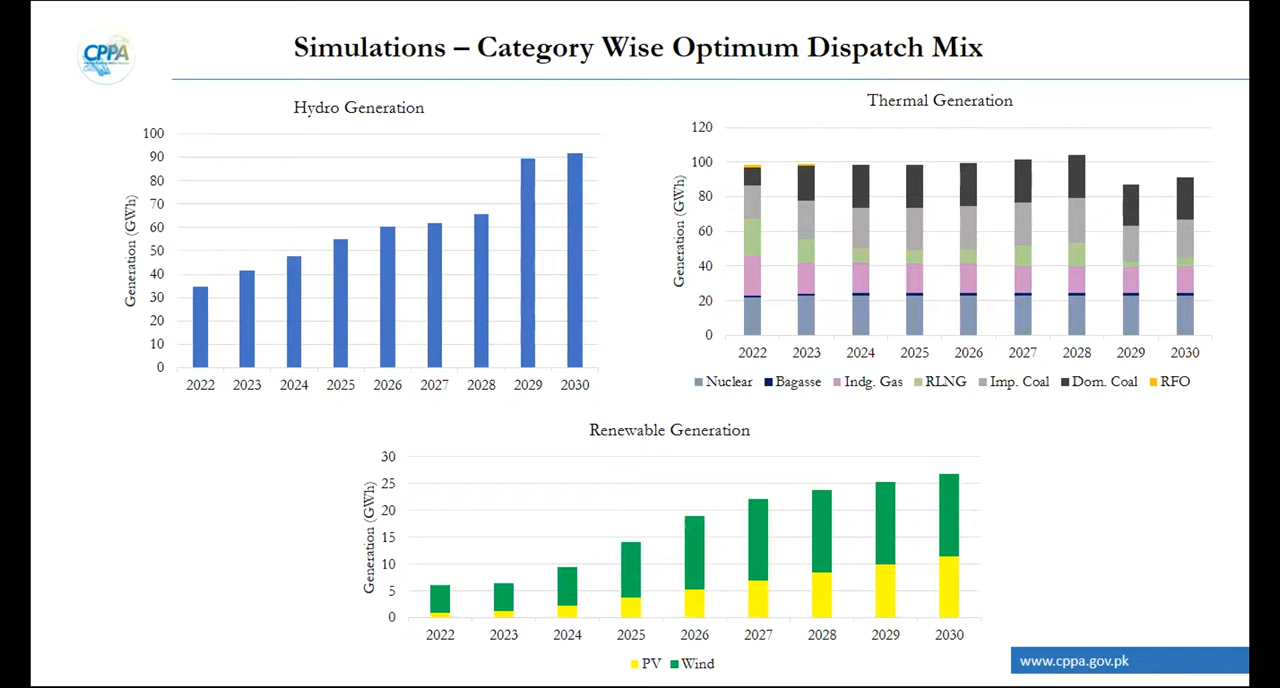 CPPA
Simulations – Category Wise Optimum Dispatch Mix
Hydro Generation
Generation (GWh)
100
90
80
70
60
50
40
30
20
10
0
2022 2023 2024 2025 2026 2027 2028 2029 2030
Thermal Generation
Generation (GWh)
120
100
80
60
40
20
0
2022 2023 2024 2025 2026 2027 2028 2029 2030
Nuclear Bagasse Indg. Gas RLNG Imp. Coal Dom. Coal RFO
Renewable Generation
Generation (GWh)
30
25
20
15
10
5
0
2022 2023 2024 2025 2026 2027 2028 2029 2030
PV Wind
www.cppa.gov.pk